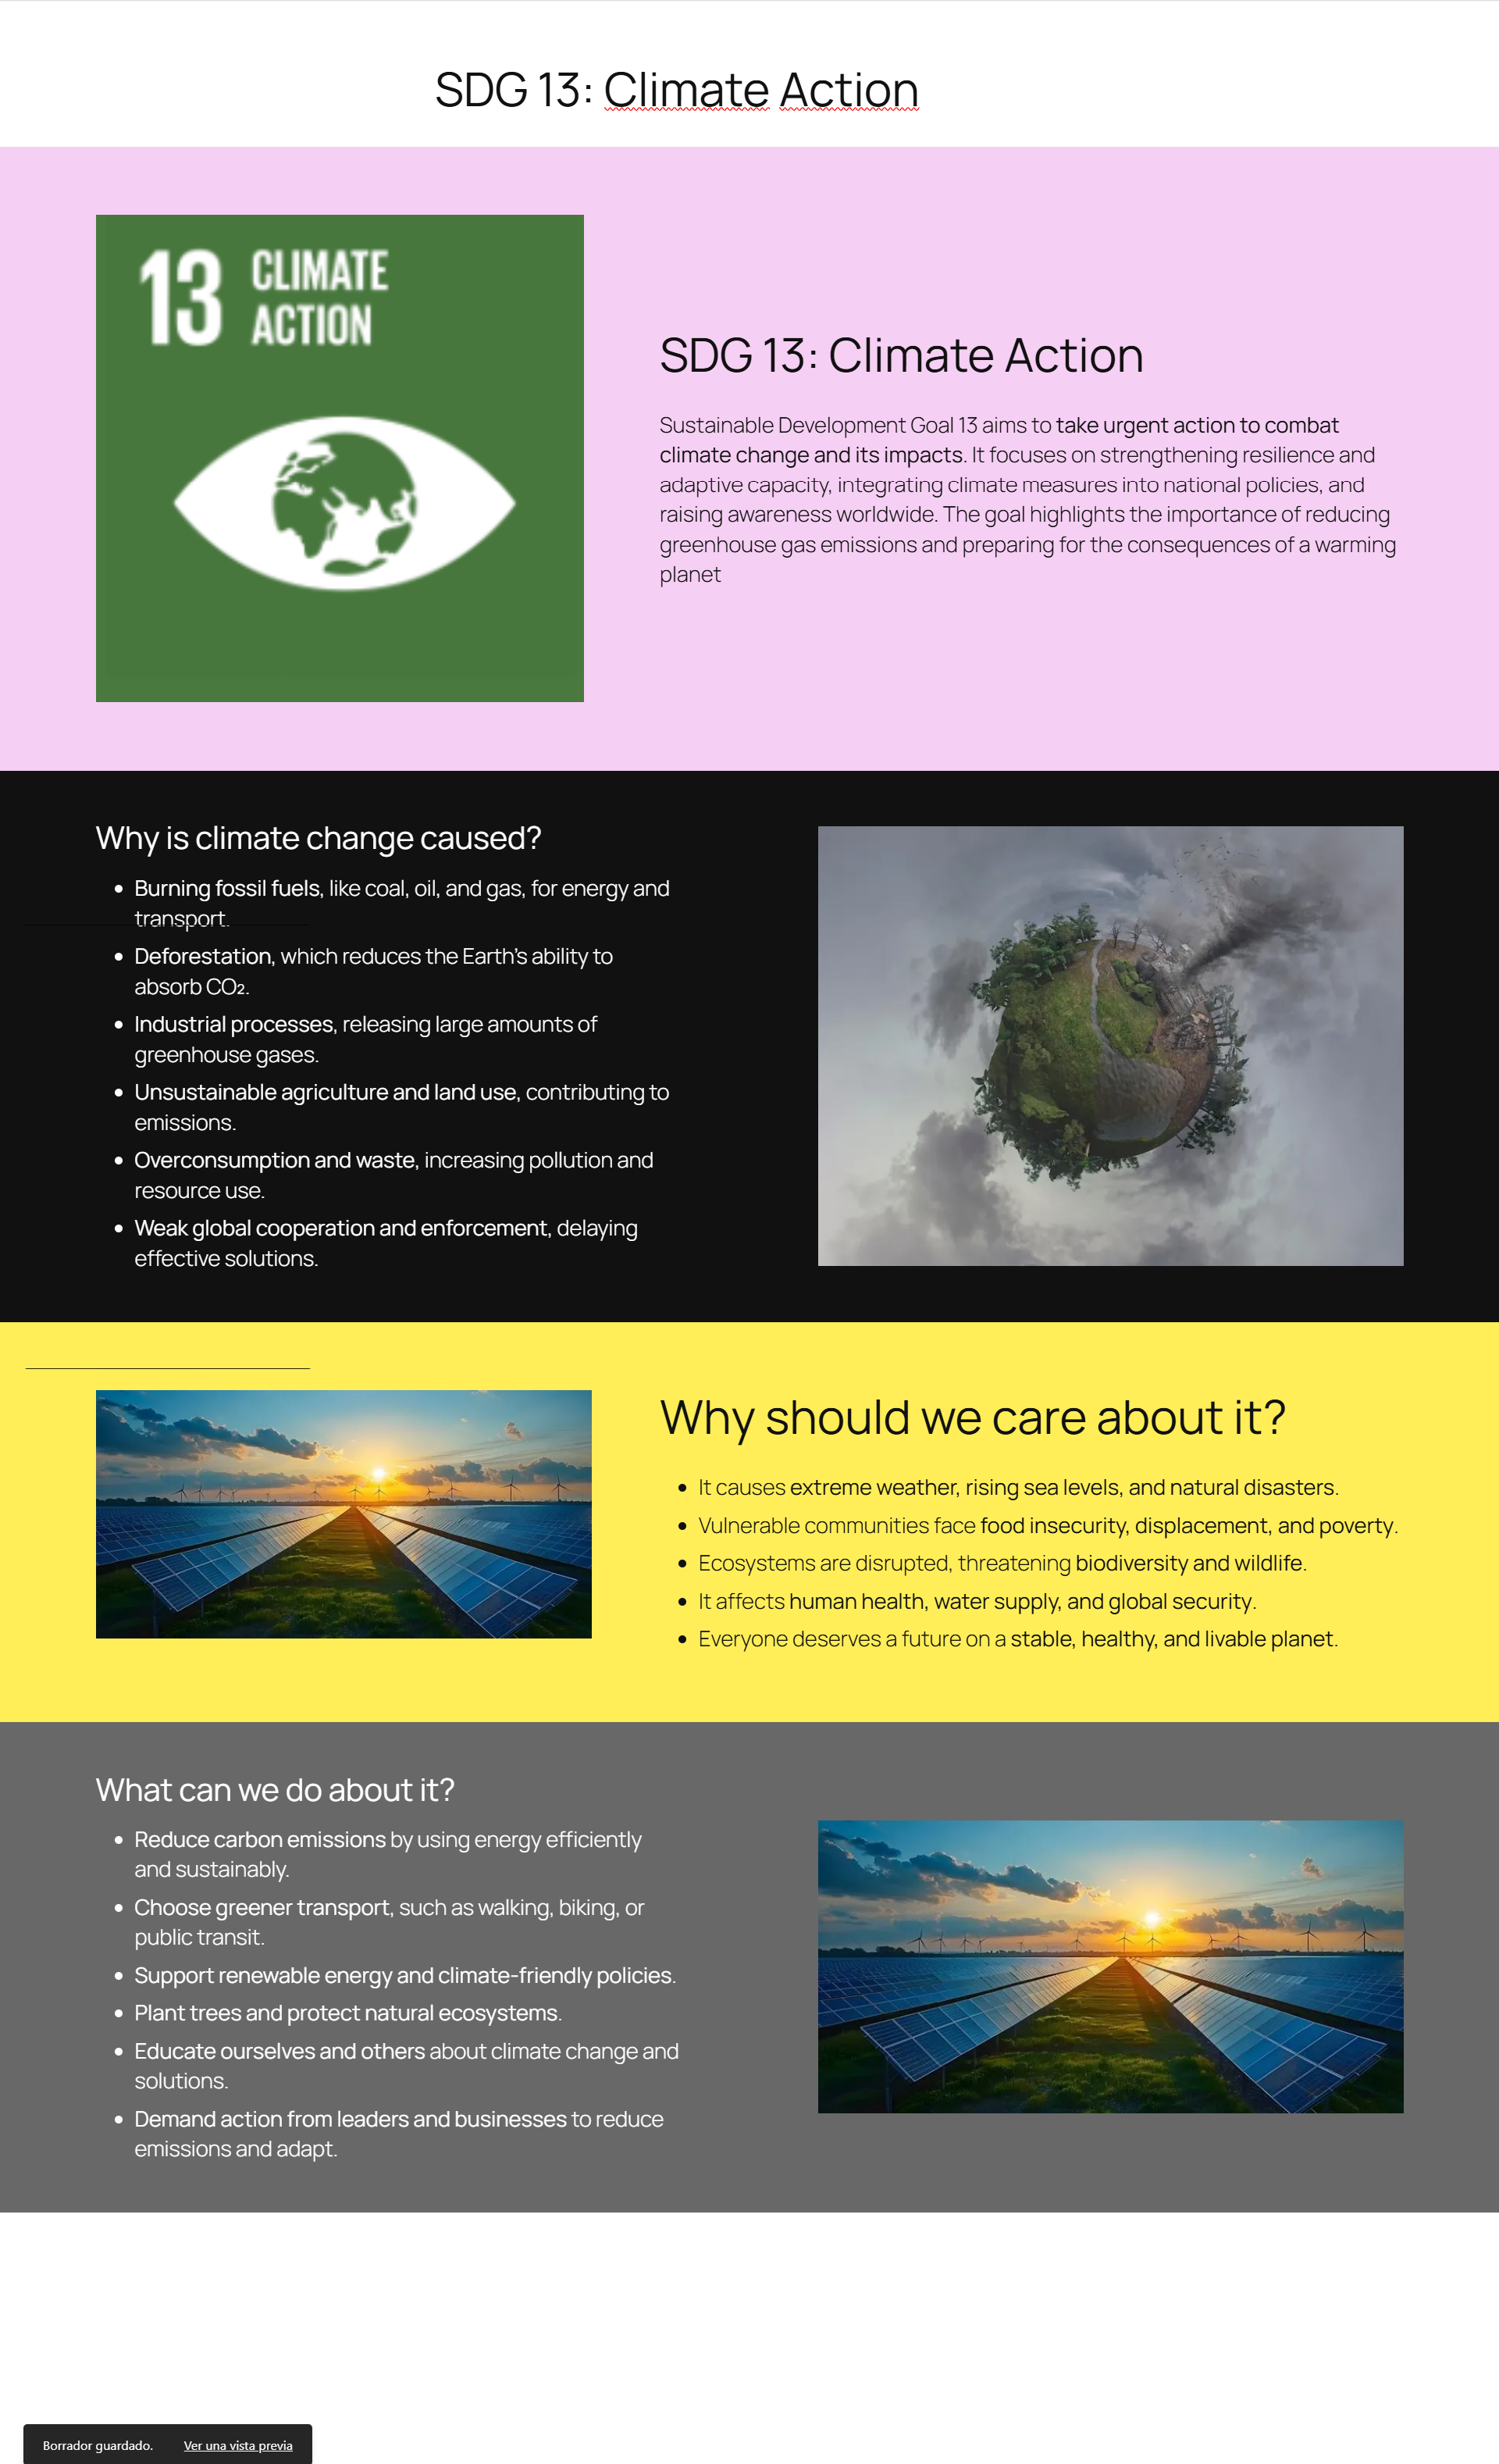 SDG 13: Climate Action
13 CLIMATE
ACTION
SDG 13: Climate Action
Sustainable Development Goal 13 aims to take urgent action to combat
climate change and its impacts. It focuses on strengthening resilience and
adaptive capacity, integrating climate measures into national policies, and
raising awareness worldwide. The goal highlights the importance of reducing
greenhouse gas emissions and preparing for the consequences of a warming
planet
Why is climate change caused?
• Burning fossil fuels, like coal, oil, and gas, for energy and
transport.
• Deforestation, which reduces the Earth's ability to
absorb CO₂.
• Industrial processes, releasing large amounts of
greenhouse gases.
• Unsustainable agriculture and land use, contributing to
emissions.
• Overconsumption and waste, increasing pollution and
resource use.
• Weak global cooperation and enforcement, delaying
effective solutions.
Why should we care about it?
• It causes extreme weather, rising sea levels, and natural disasters.
• Vulnerable communities face food insecurity, displacement, and poverty.
• Ecosystems are disrupted, threatening biodiversity and wildlife.
• It affects human health, water supply, and global security.
• Everyone deserves a future on a stable, healthy, and livable planet.
What can we do about it?
• Reduce carbon emissions by using energy efficiently
and sustainably.
• Choose greener transport, such as walking, biking, or
public transit.
• Support renewable energy and climate-friendly policies.
• Plant trees and protect natural ecosystems.
• Educate ourselves and others about climate change and
solutions.
• Demand action from leaders and businesses to reduce
emissions and adapt.
Borrador guardado. Ver una vista previa